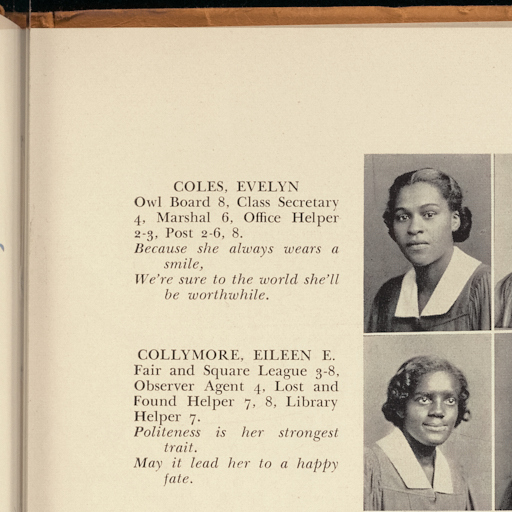 COLES, EVELYN
Owl Board 8, Class Secretary
4, Marshal 6, Office Helper
2-3, Post 2-6, 8.
Because she always wears a
smile,
We're sure to the world she'll
be worthwhile.
COLLYMORE, EILEEN E.
Fair and Square League 3-8,
Observer Agent 4, Lost and
Found Helper 7, 8, Library
Helper 7.
Politeness is her strongest
trait.
May it lead her to a happy
fate.